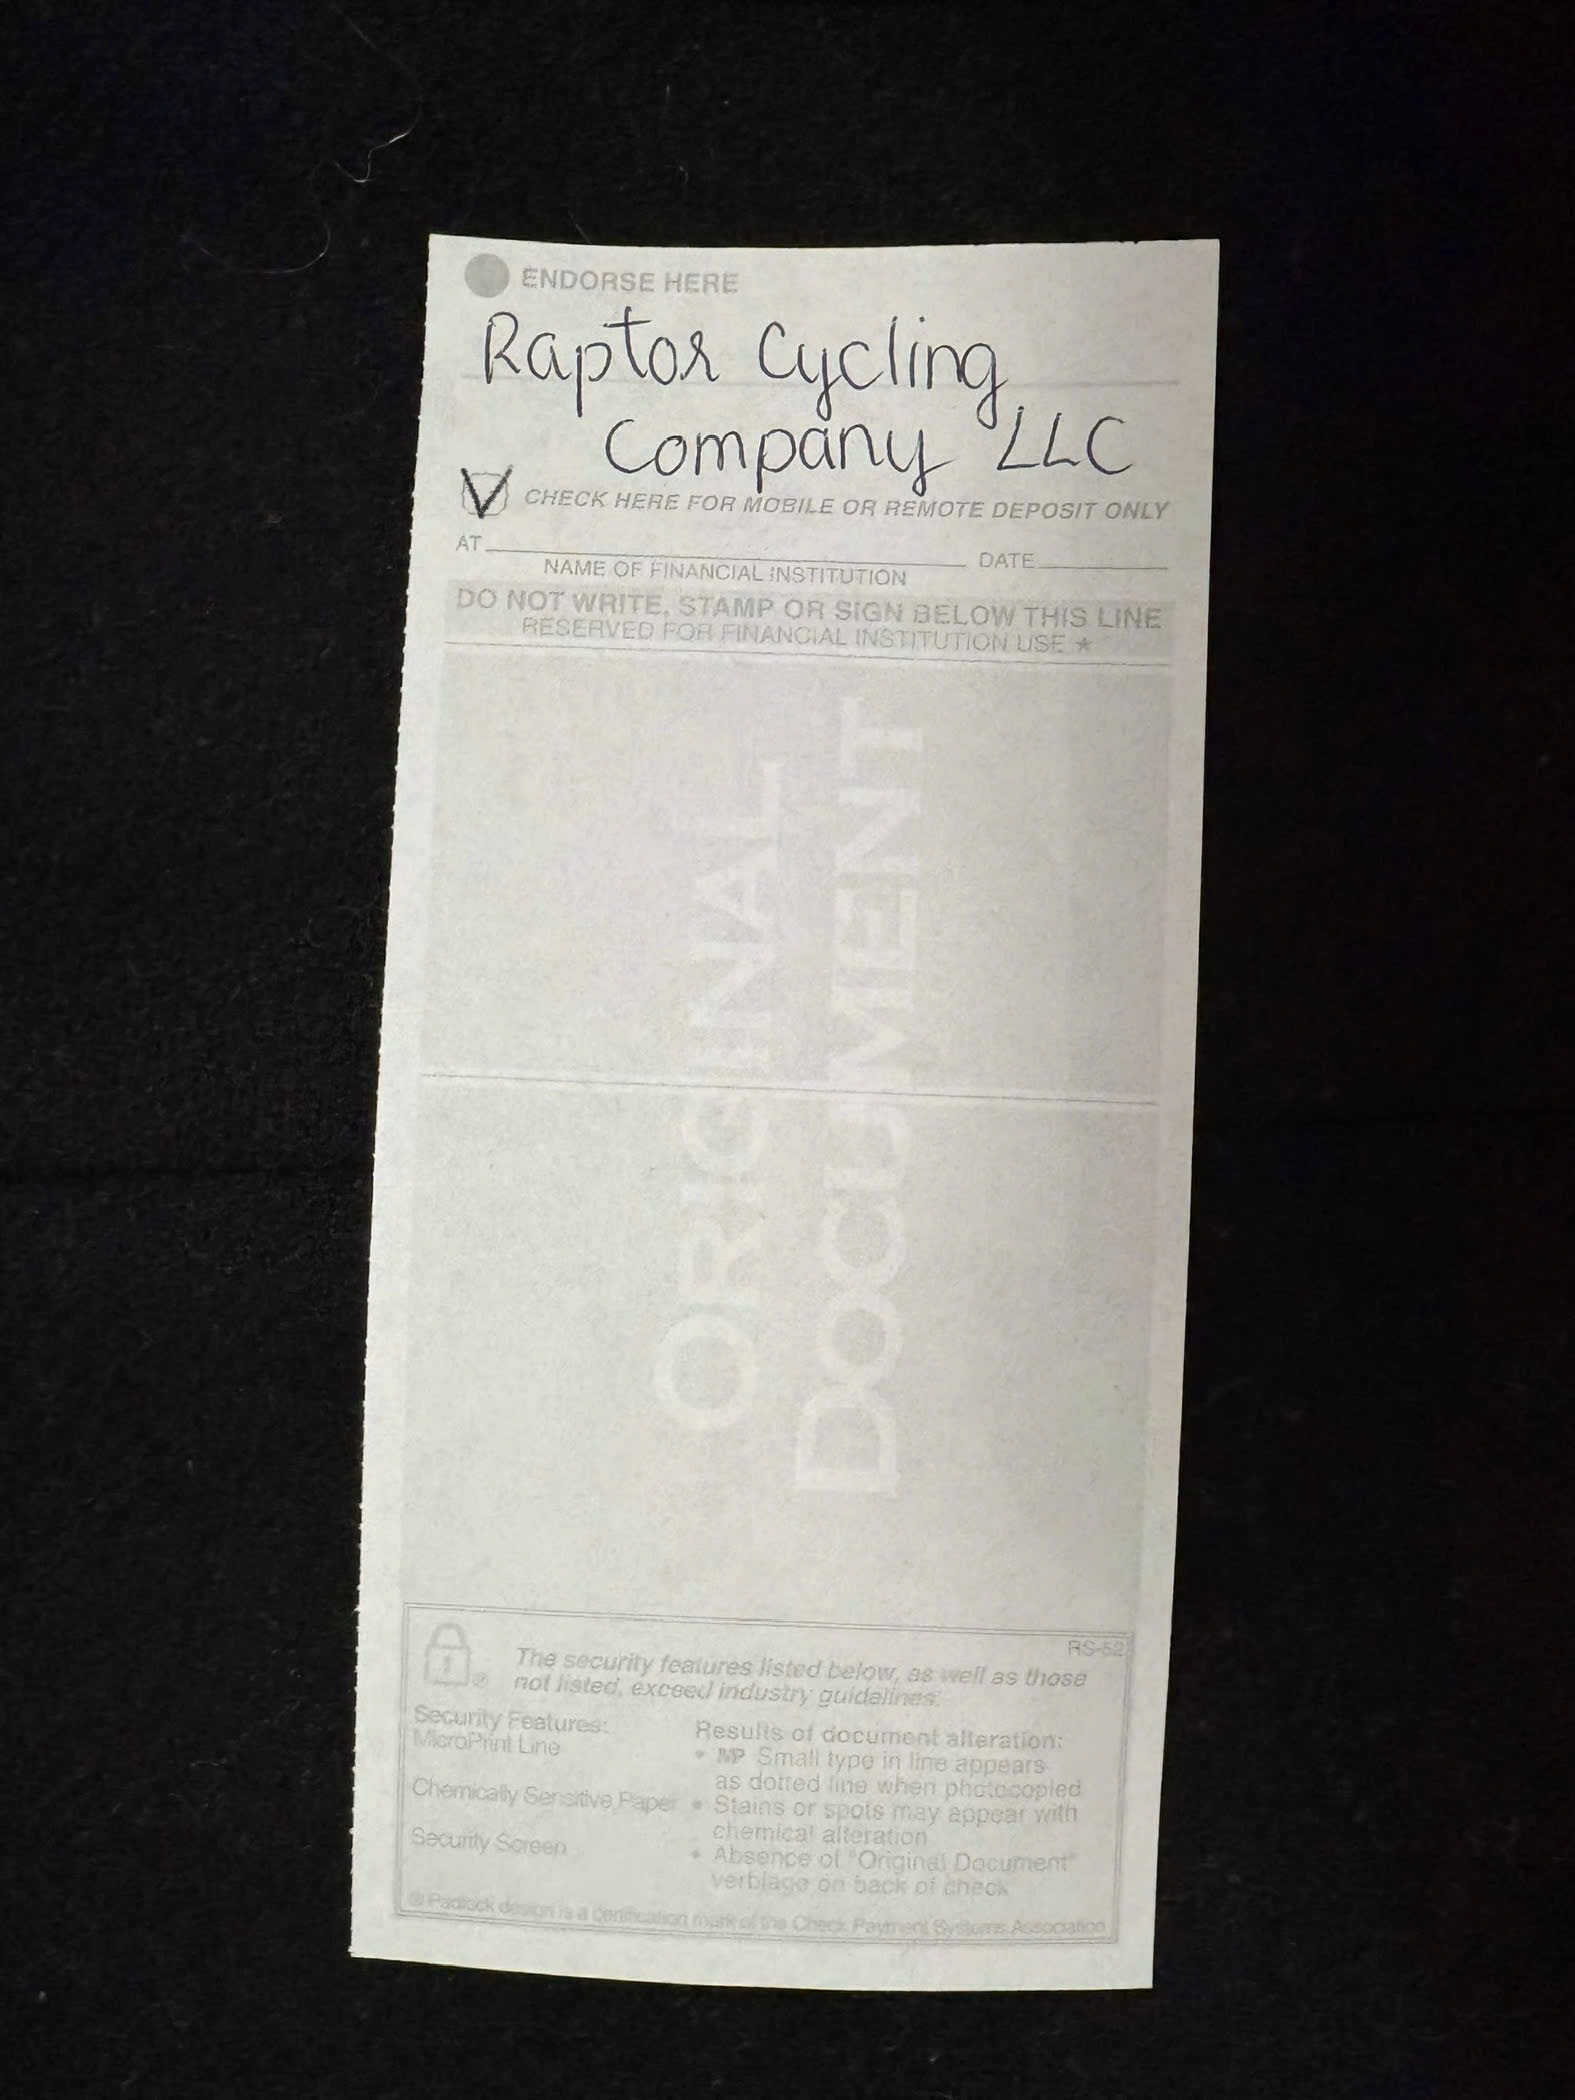 ENDORSE HERE
Raptor Cycling
Company LLC
CHECK HERE FOR MOBILE OR REMOTE DEPOSIT ONLY
AT DATE
NAME OF FINANCIAL INSTITUTION
DO NOT WRITE, STAMP OR SIGN BELOW THIS LINE
RESERVED FOR FINANCIAL INSTITUTION USE *
ORIGINAL
DOCUMENT
RS-52
The security features listed below, as well as those
not listed, exceed industry guidelines.
Security Features:
MicroPrint Line
Chemically Sensitive Paper
Security Screen
Results of document alteration:
• MP Small type in line appears
as dotted line when photocopied
• Stains or spots may appear with
chemical alteration
• Absence of "Original Document"
verbiage on back of check
® Padlock design is a certification mark of the Check Payment Systems Association